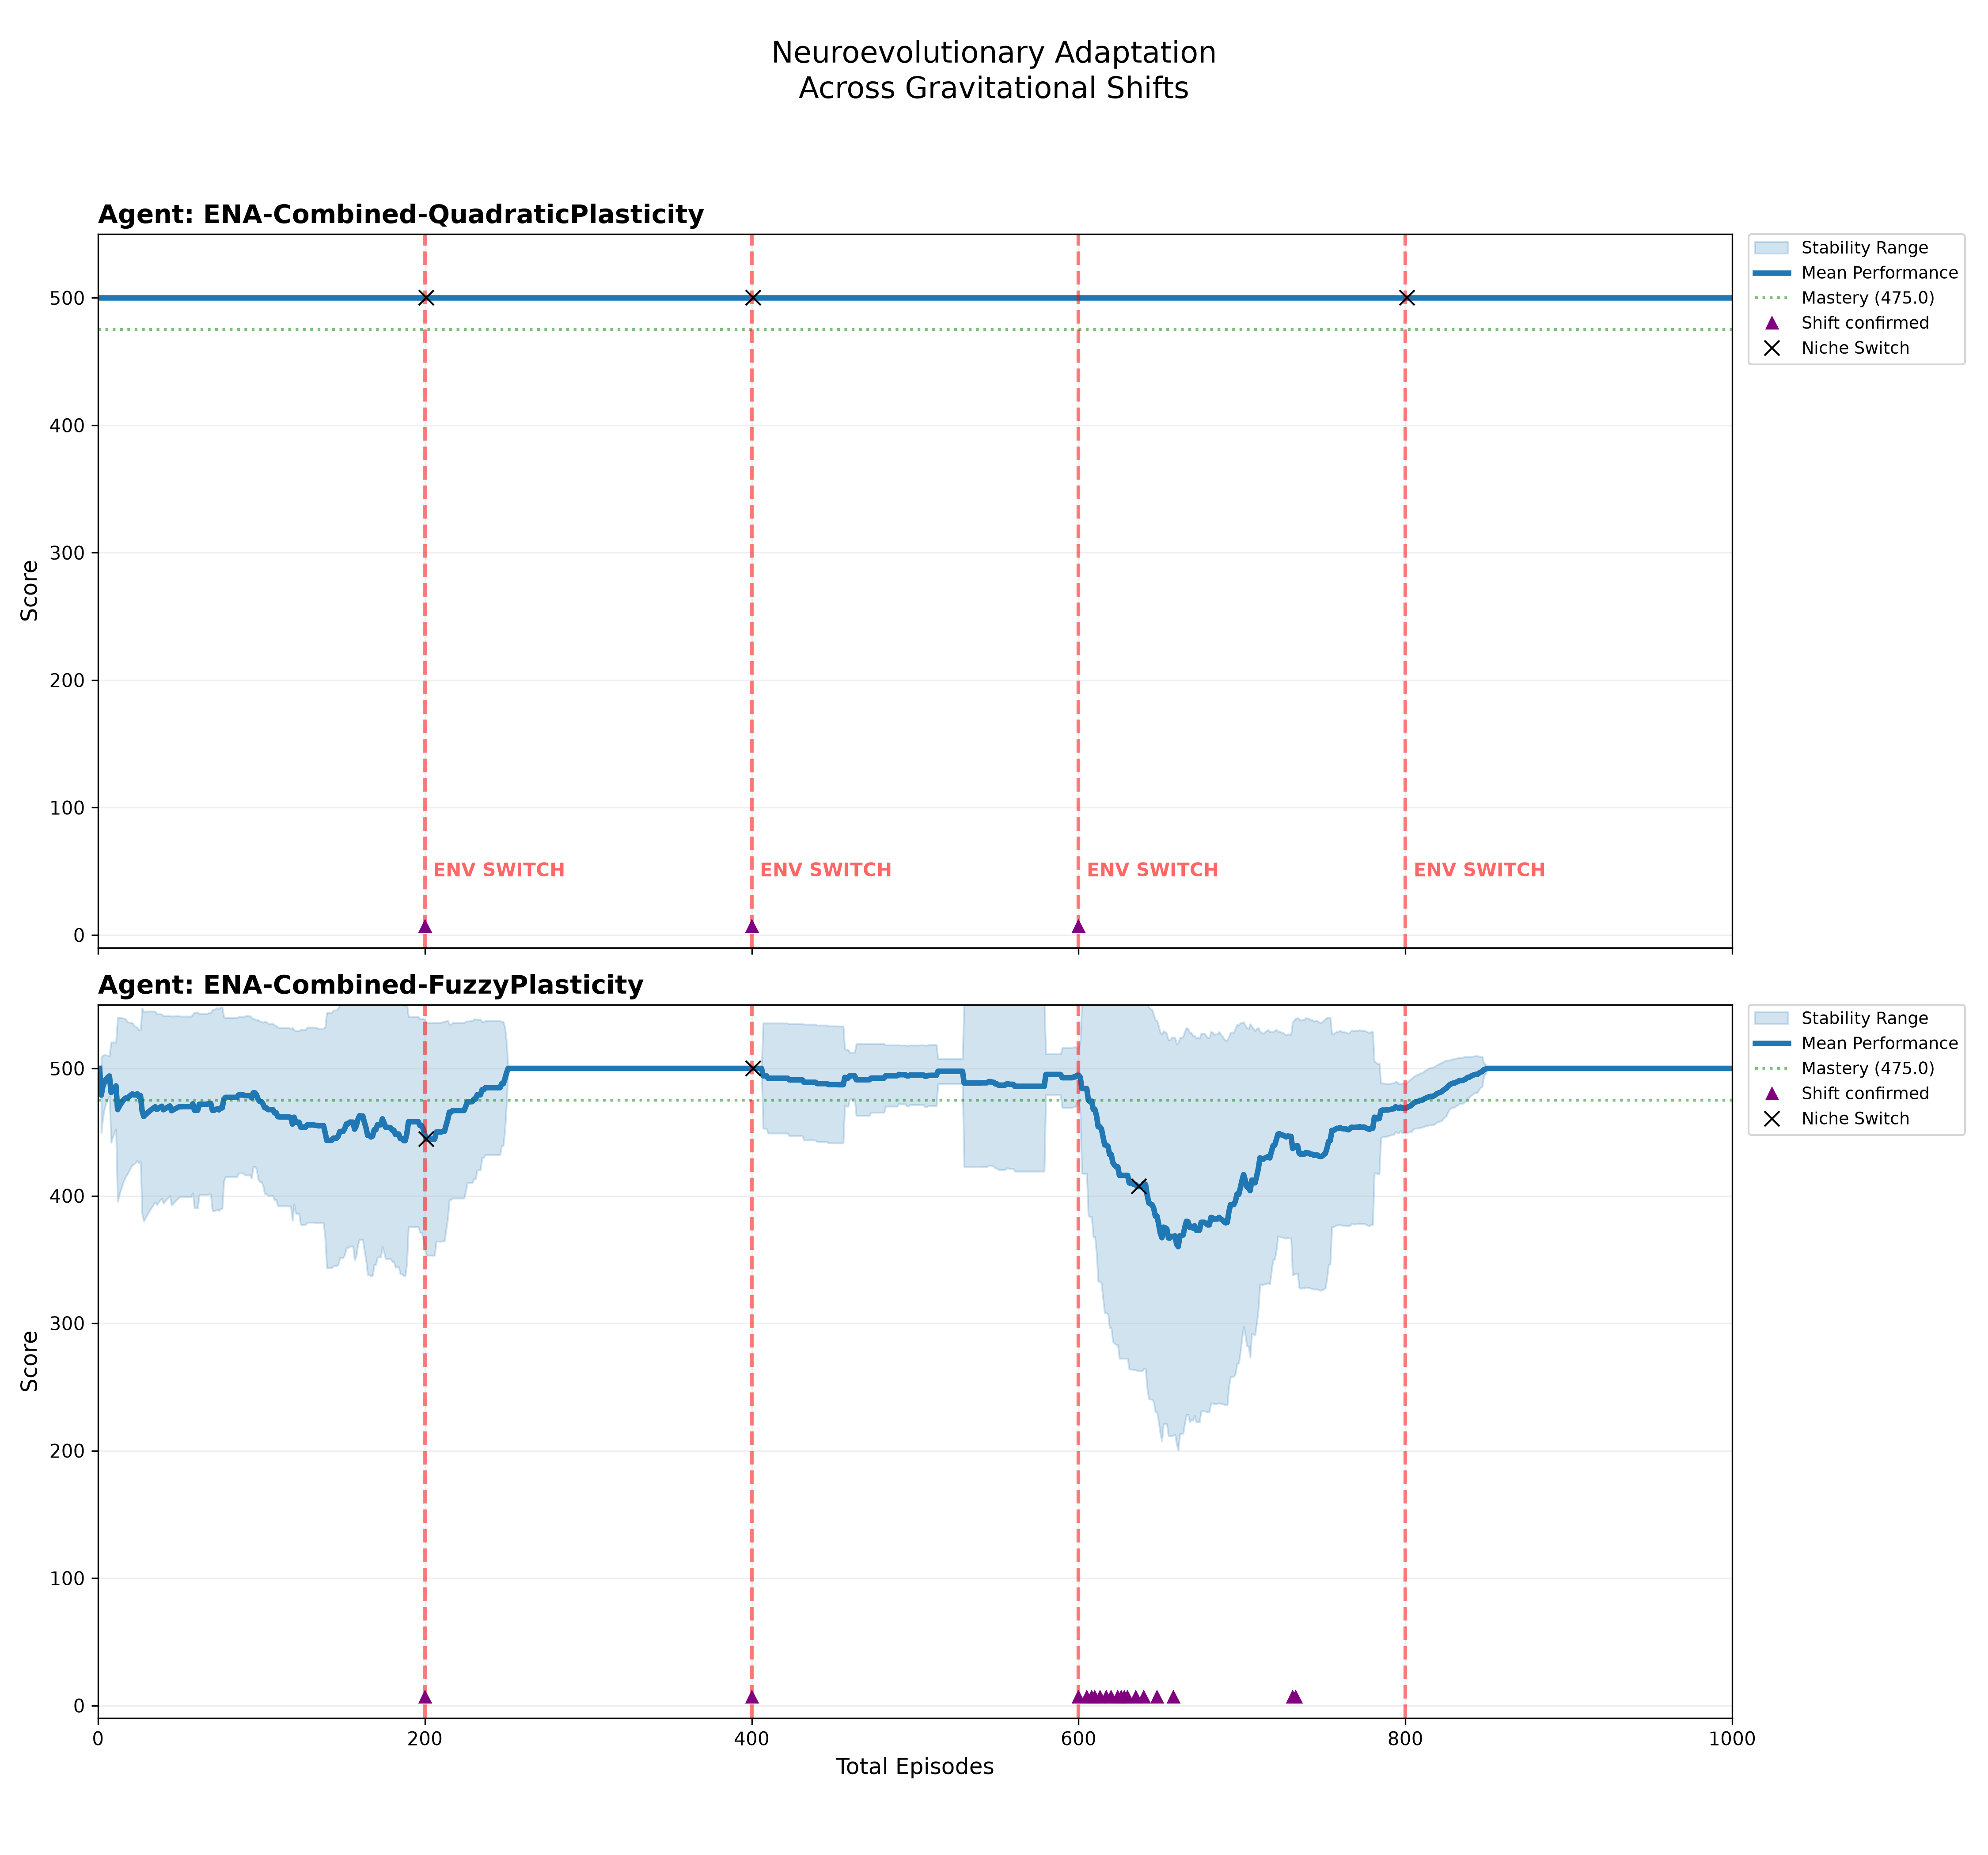 Neuroevolutionary Adaptation
Across Gravitational Shifts
Agent: ENA-Combined-QuadraticPlasticity
Score
500
400
300
200
100
0
ENV SWITCH
ENV SWITCH
ENV SWITCH
ENV SWITCH
Stability Range
Mean Performance
Mastery (475.0)
Shift confirmed
Niche Switch
Agent: ENA-Combined-FuzzyPlasticity
Score
500
400
300
200
100
0
Stability Range
Mean Performance
Mastery (475.0)
Shift confirmed
Niche Switch
0
200
400
600
800
1000
Total Episodes